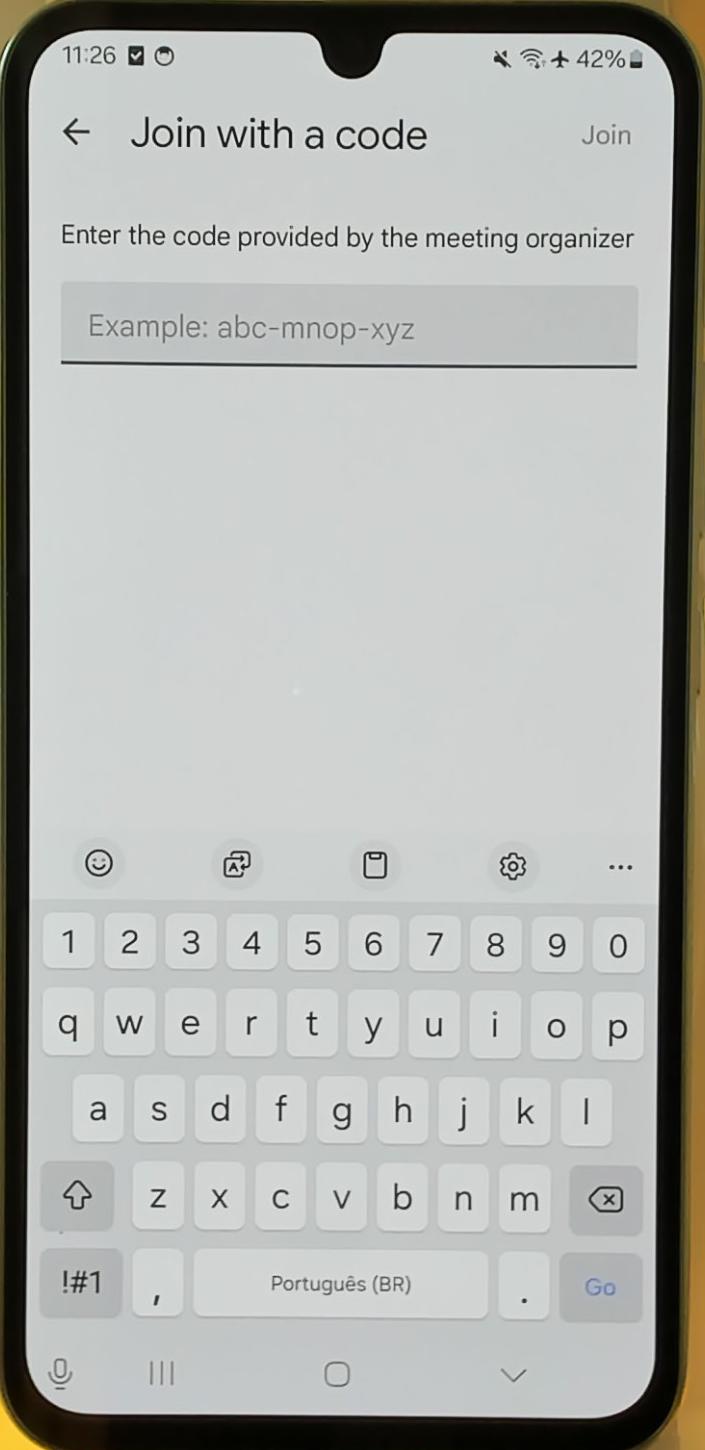 11:26 42%
Join with a code Join
Enter the code provided by the meeting organizer
Example: abc-mnop-xyz
1 2 3 4 5 6 7 8 9 0
q w e r t y u i o p
a s d f g h j k l
z x c v b n m
!#1 , Português (BR) . Go